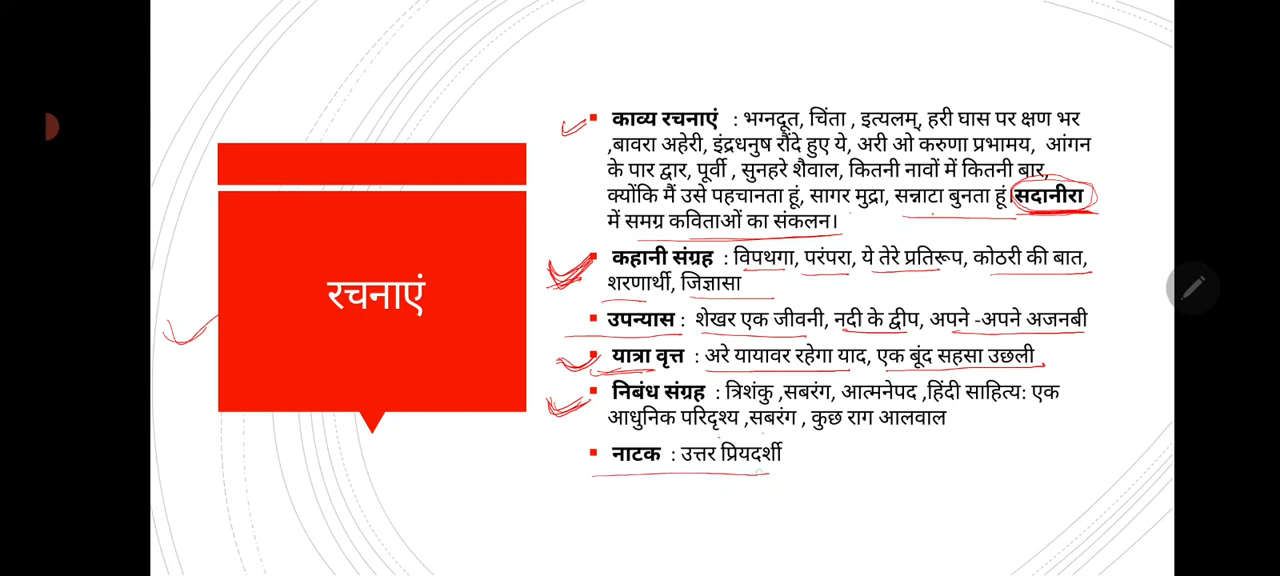 रचनाएं
काव्य रचनाएं : भग्नदूत, चिंता , इत्यलम्, हरी घास पर क्षण भर
,बावरा अहेरी, इंद्रधनुष रौंदे हुए ये, अरी ओ करुणा प्रभामय, आंगन
के पार द्वार, पूर्वी , सुनहरे शैवाल, कितनी नावों में कितनी बार,
क्योंकि मैं उसे पहचानता हूं, सागर मुद्रा, सन्नाटा बुनता हूं। सदानीरा
में समग्र कविताओं का संकलन।
कहानी संग्रह : विपथगा, परंपरा, ये तेरे प्रतिरूप, कोठरी की बात,
शरणार्थी, जिज्ञासा
उपन्यास : शेखर एक जीवनी, नदी के द्वीप, अपने -अपने अजनबी
यात्रा वृत्त : अरे यायावर रहेगा याद, एक बूंद सहसा उछली
निबंध संग्रह : त्रिशंकु ,सबरंग, आत्मनेपद ,हिंदी साहित्य: एक
आधुनिक परिदृश्य ,सबरंग , कुछ राग आलवाल
नाटक : उत्तर प्रियदर्शी